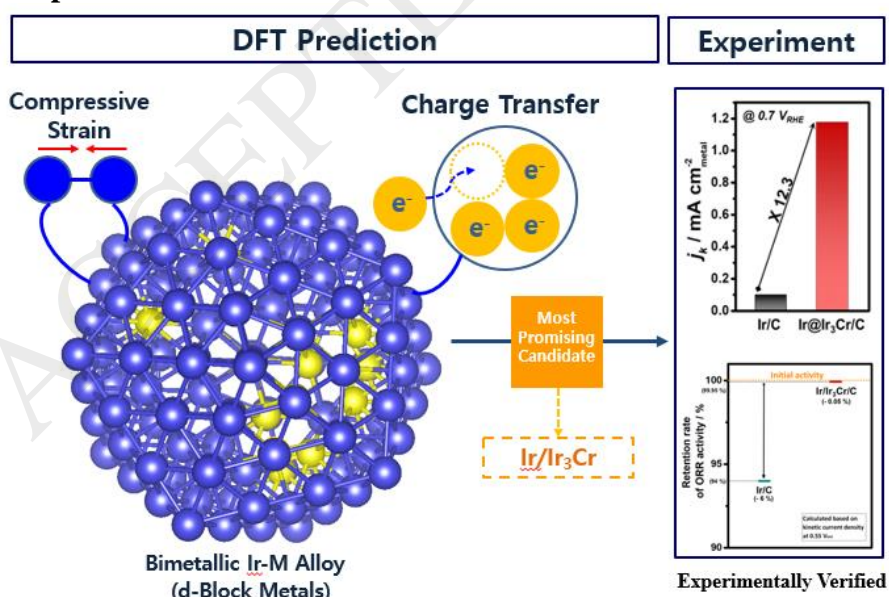 DFT Prediction
Experiment
Compressive
Strain
Charge Transfer
e⁻
e⁻
e⁻
e⁻
Most
Promising
Candidate
Ir/Ir₃Cr
Bimetallic Ir-M Alloy
(d-Block Metals)
@ 0.7 V_RHE
X 12.3
j_k / mA cm⁻²_metal
1.2
1.0
0.8
0.6
0.4
0.2
0.0
Ir/C
Ir@Ir₃Cr/C
Initial activity
100
(99.95 %)
Ir/Ir₃Cr/C
(- 0.05 %)
Retention rate
of ORR activity / %
95
(94 %)
Ir/C
(- 6 %)
90
Calculated based on
kinetic current density
at 0.55 V
Experimentally Verified